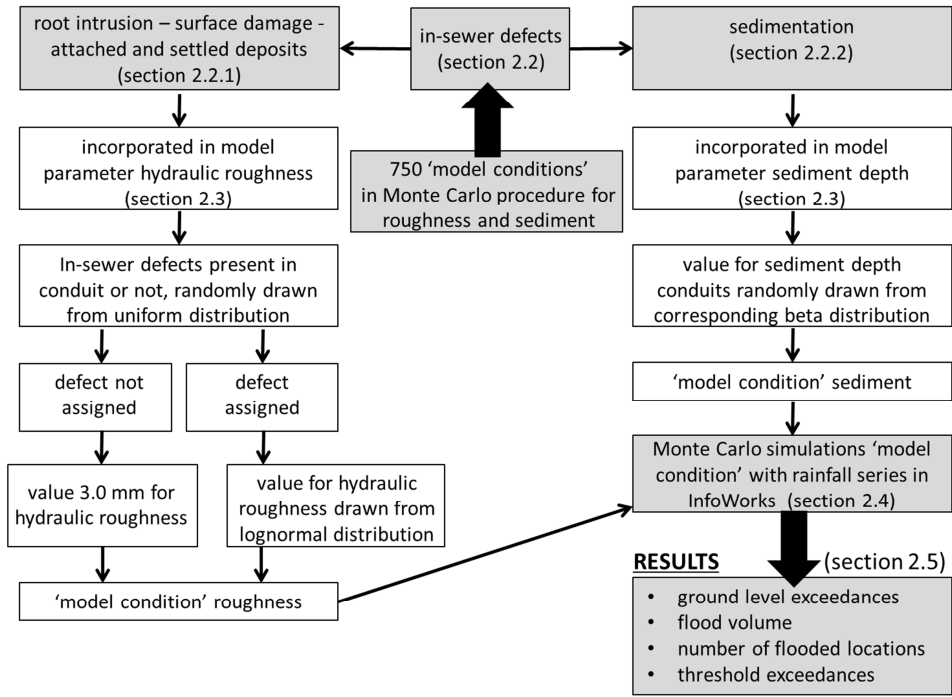 root intrusion – surface damage -
attached and settled deposits
(section 2.2.1)
in-sewer defects
(section 2.2)
sedimentation
(section 2.2.2)
750 ‘model conditions’
in Monte Carlo procedure for
roughness and sediment
incorporated in model
parameter hydraulic roughness
(section 2.3)
incorporated in model
parameter sediment depth
(section 2.3)
In-sewer defects present in
conduit or not, randomly drawn
from uniform distribution
value for sediment depth
conduits randomly drawn from
corresponding beta distribution
defect not
assigned
defect
assigned
‘model condition’ sediment
value 3.0 mm for
hydraulic roughness
value for hydraulic
roughness drawn from
lognormal distribution
Monte Carlo simulations ‘model
condition’ with rainfall series in
InfoWorks (section 2.4)
‘model condition’ roughness
RESULTS (section 2.5)
• ground level exceedances
• flood volume
• number of flooded locations
• threshold exceedances